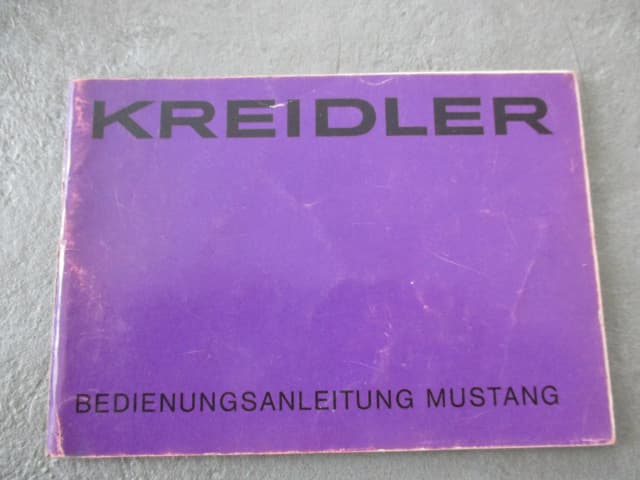 KREIDLER
BEDIENUNGSANLEITUNG MUSTANG